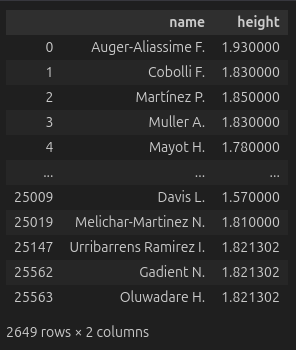 name height
0 Auger-Aliassime F. 1.930000
1 Cobolli F. 1.830000
2 Martínez P. 1.850000
3 Muller A. 1.830000
4 Mayot H. 1.780000
... ... ...
25009 Davis L. 1.570000
25019 Melichar-Martinez N. 1.810000
25147 Urribarrens Ramirez I. 1.821302
25562 Gadient N. 1.821302
25563 Oluwadare H. 1.821302
2649 rows × 2 columns